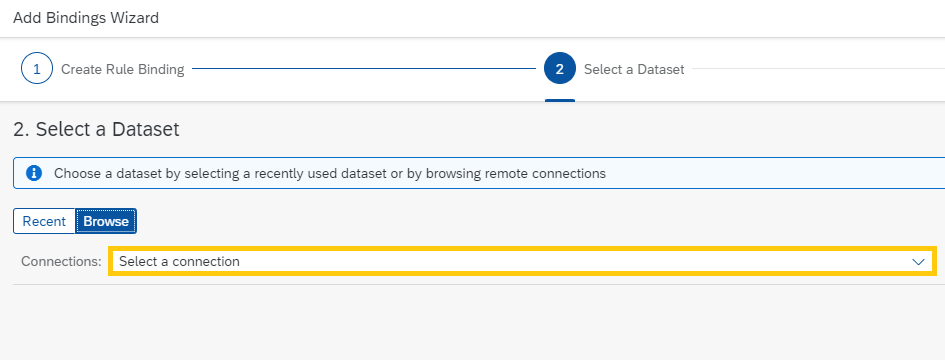 Add Bindings Wizard
1 Create Rule Binding 2 Select a Dataset
2. Select a Dataset
Choose a dataset by selecting a recently used dataset or by browsing remote connections
Recent Browse
Connections: Select a connection